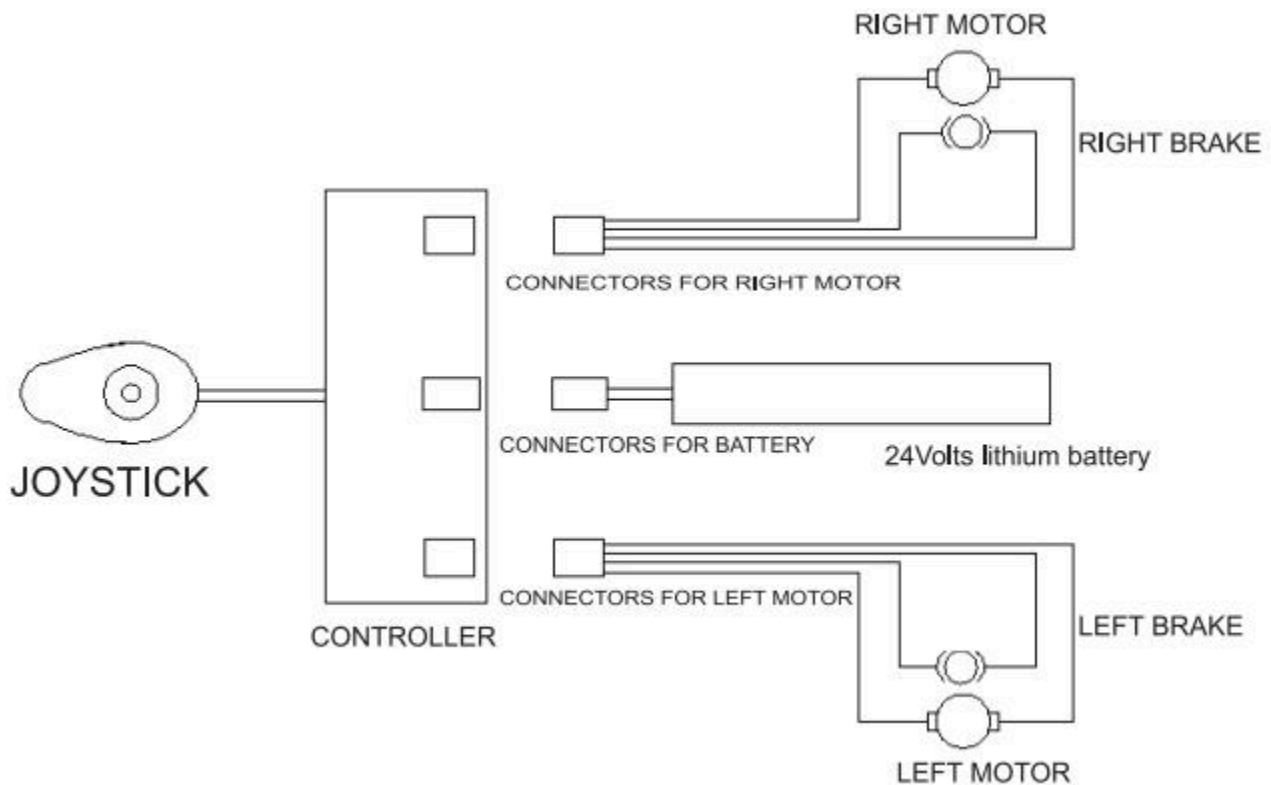 RIGHT MOTOR
RIGHT BRAKE
CONNECTORS FOR RIGHT MOTOR
JOYSTICK
CONNECTORS FOR BATTERY
24Volts lithium battery
CONNECTORS FOR LEFT MOTOR
CONTROLLER
LEFT BRAKE
LEFT MOTOR